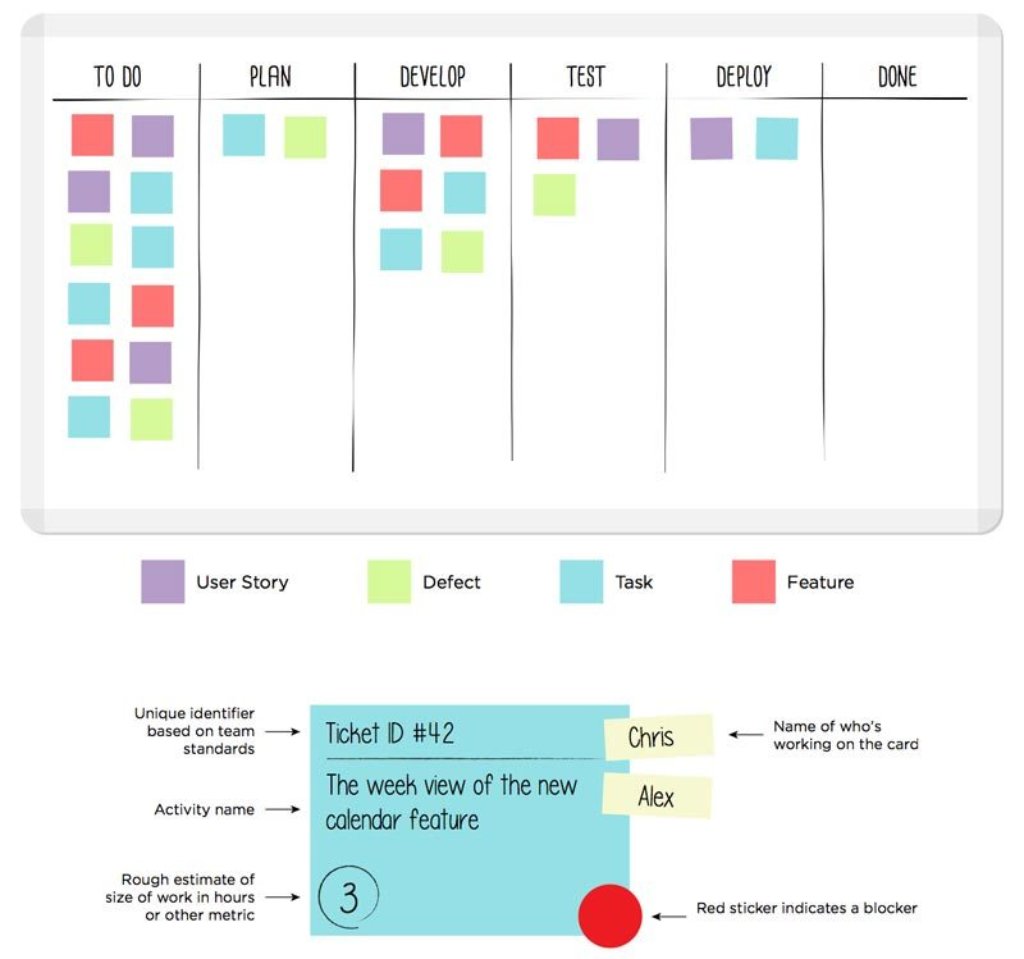 TO DO PLAN DEVELOP TEST DEPLOY DONE
User Story Defect Task Feature
Unique identifier
based on team
standards
Ticket ID #42
Chris
Name of who's
working on the card
Activity name
The week view of the new
calendar feature
Alex
Rough estimate of
size of work in hours
or other metric
3
Red sticker indicates a blocker